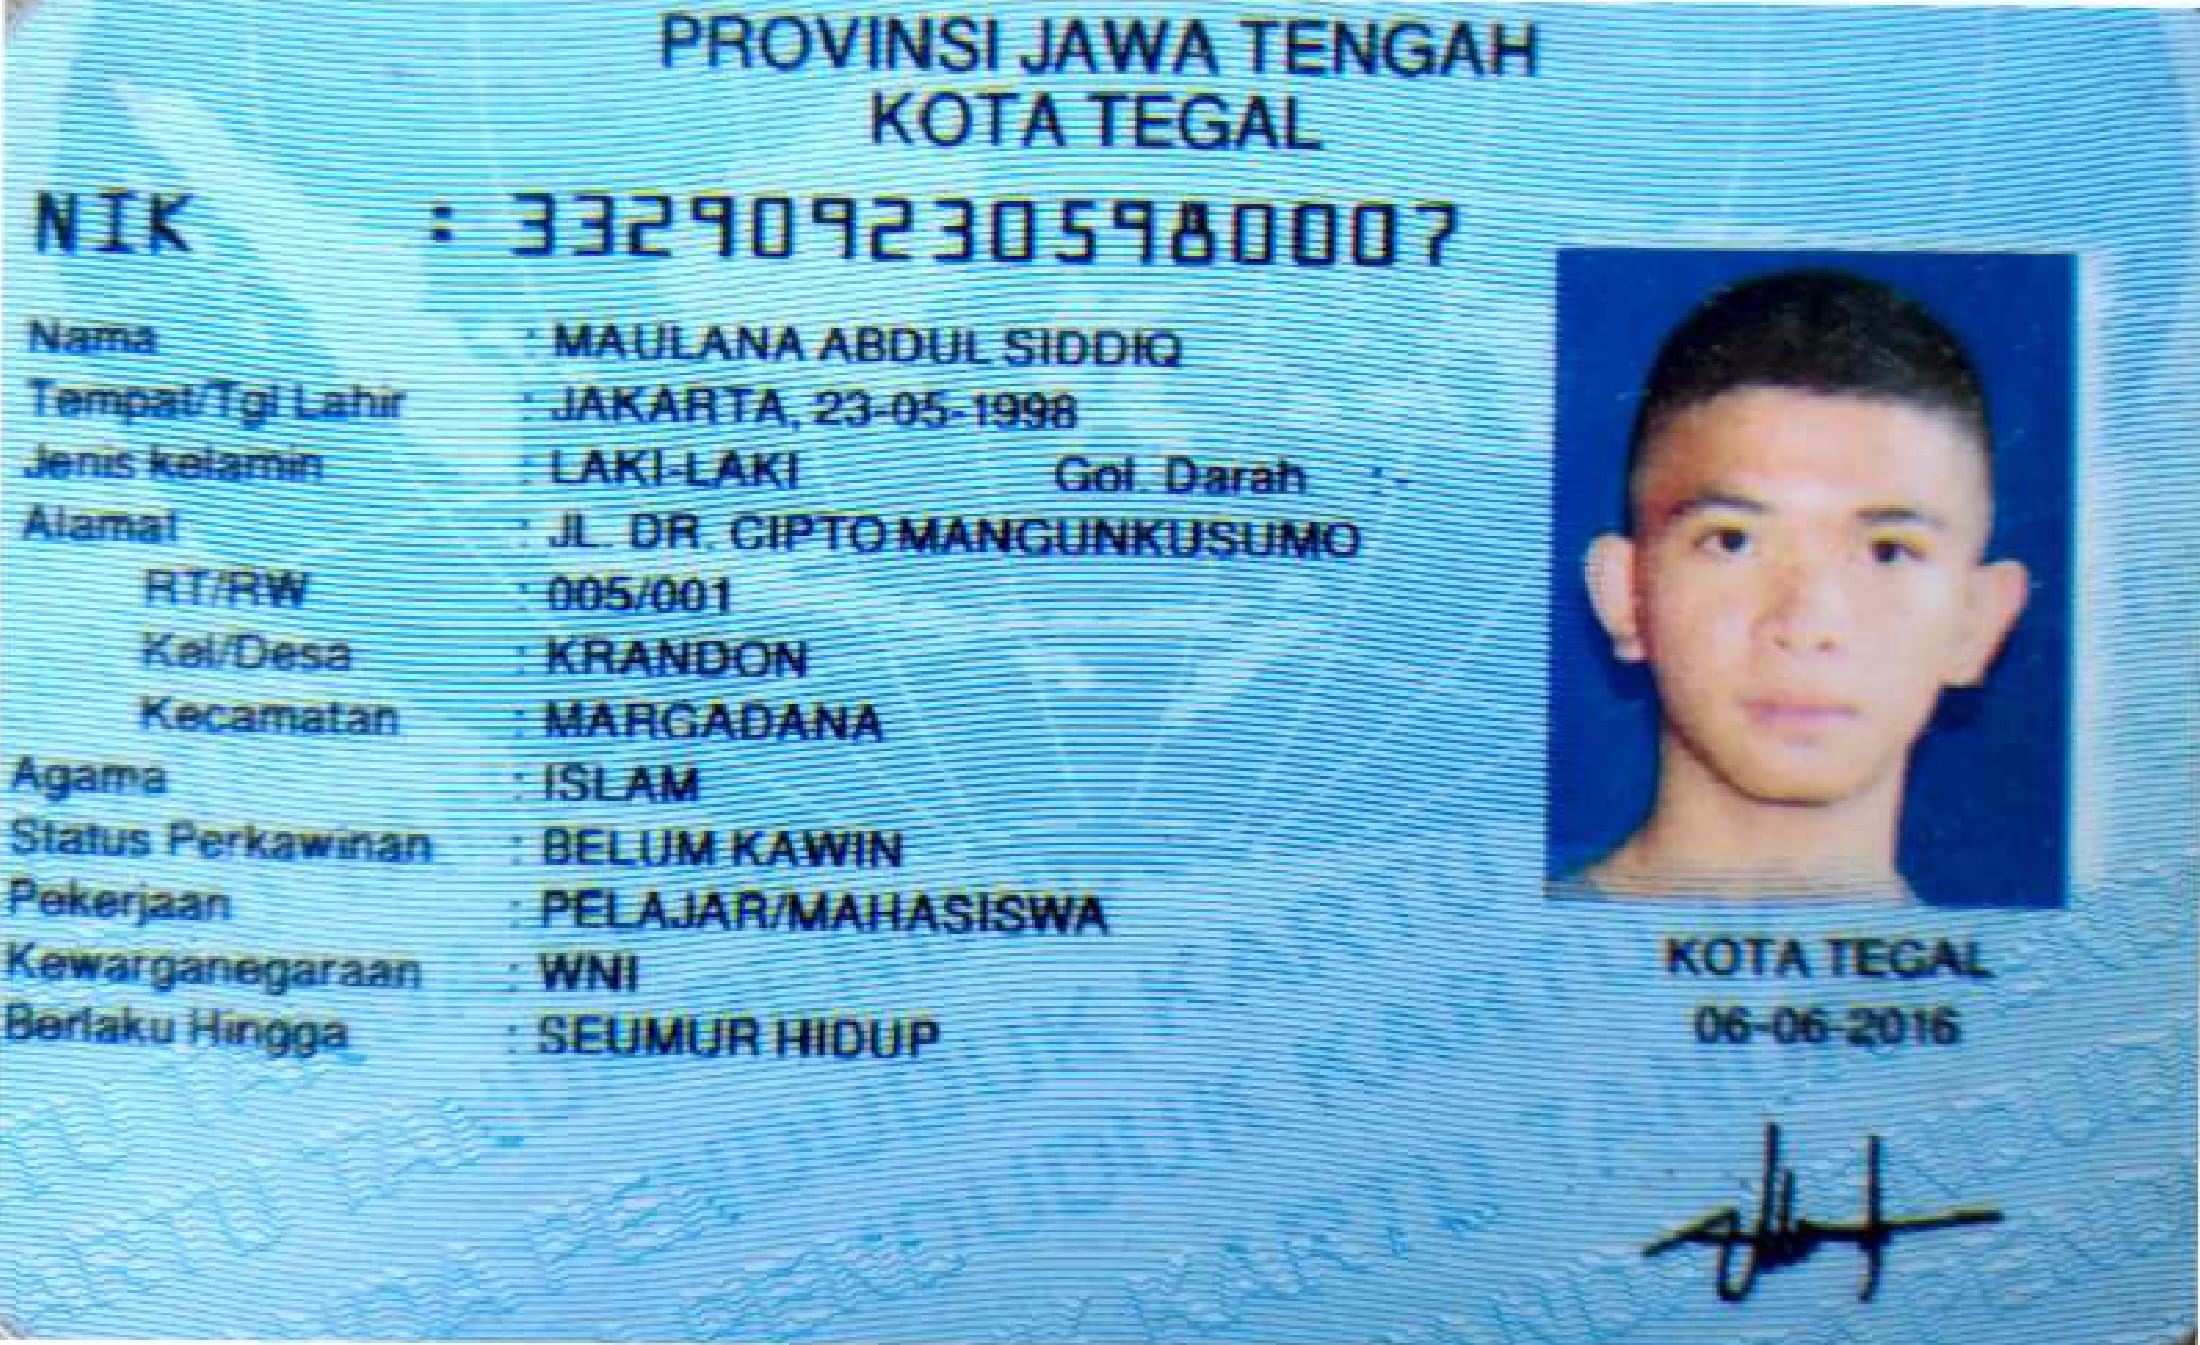 PROVINSI JAWA TENGAH
KOTA TEGAL
NIK : 3329092305980007
Nama : MAULANA ABDUL SIDDIQ
Tempat/Tgl Lahir : JAKARTA, 23-05-1998
Jenis kelamin : LAKI-LAKI Gol. Darah : -
Alamat : JL. DR. CIPTO MANGUNKUSUMO
RT/RW : 005/001
Kel/Desa : KRANDON
Kecamatan : MARGADANA
Agama : ISLAM
Status Perkawinan : BELUM KAWIN
Pekerjaan : PELAJAR/MAHASISWA
Kewarganegaraan : WNI
Berlaku Hingga : SEUMUR HIDUP
KOTA TEGAL
06-06-2016